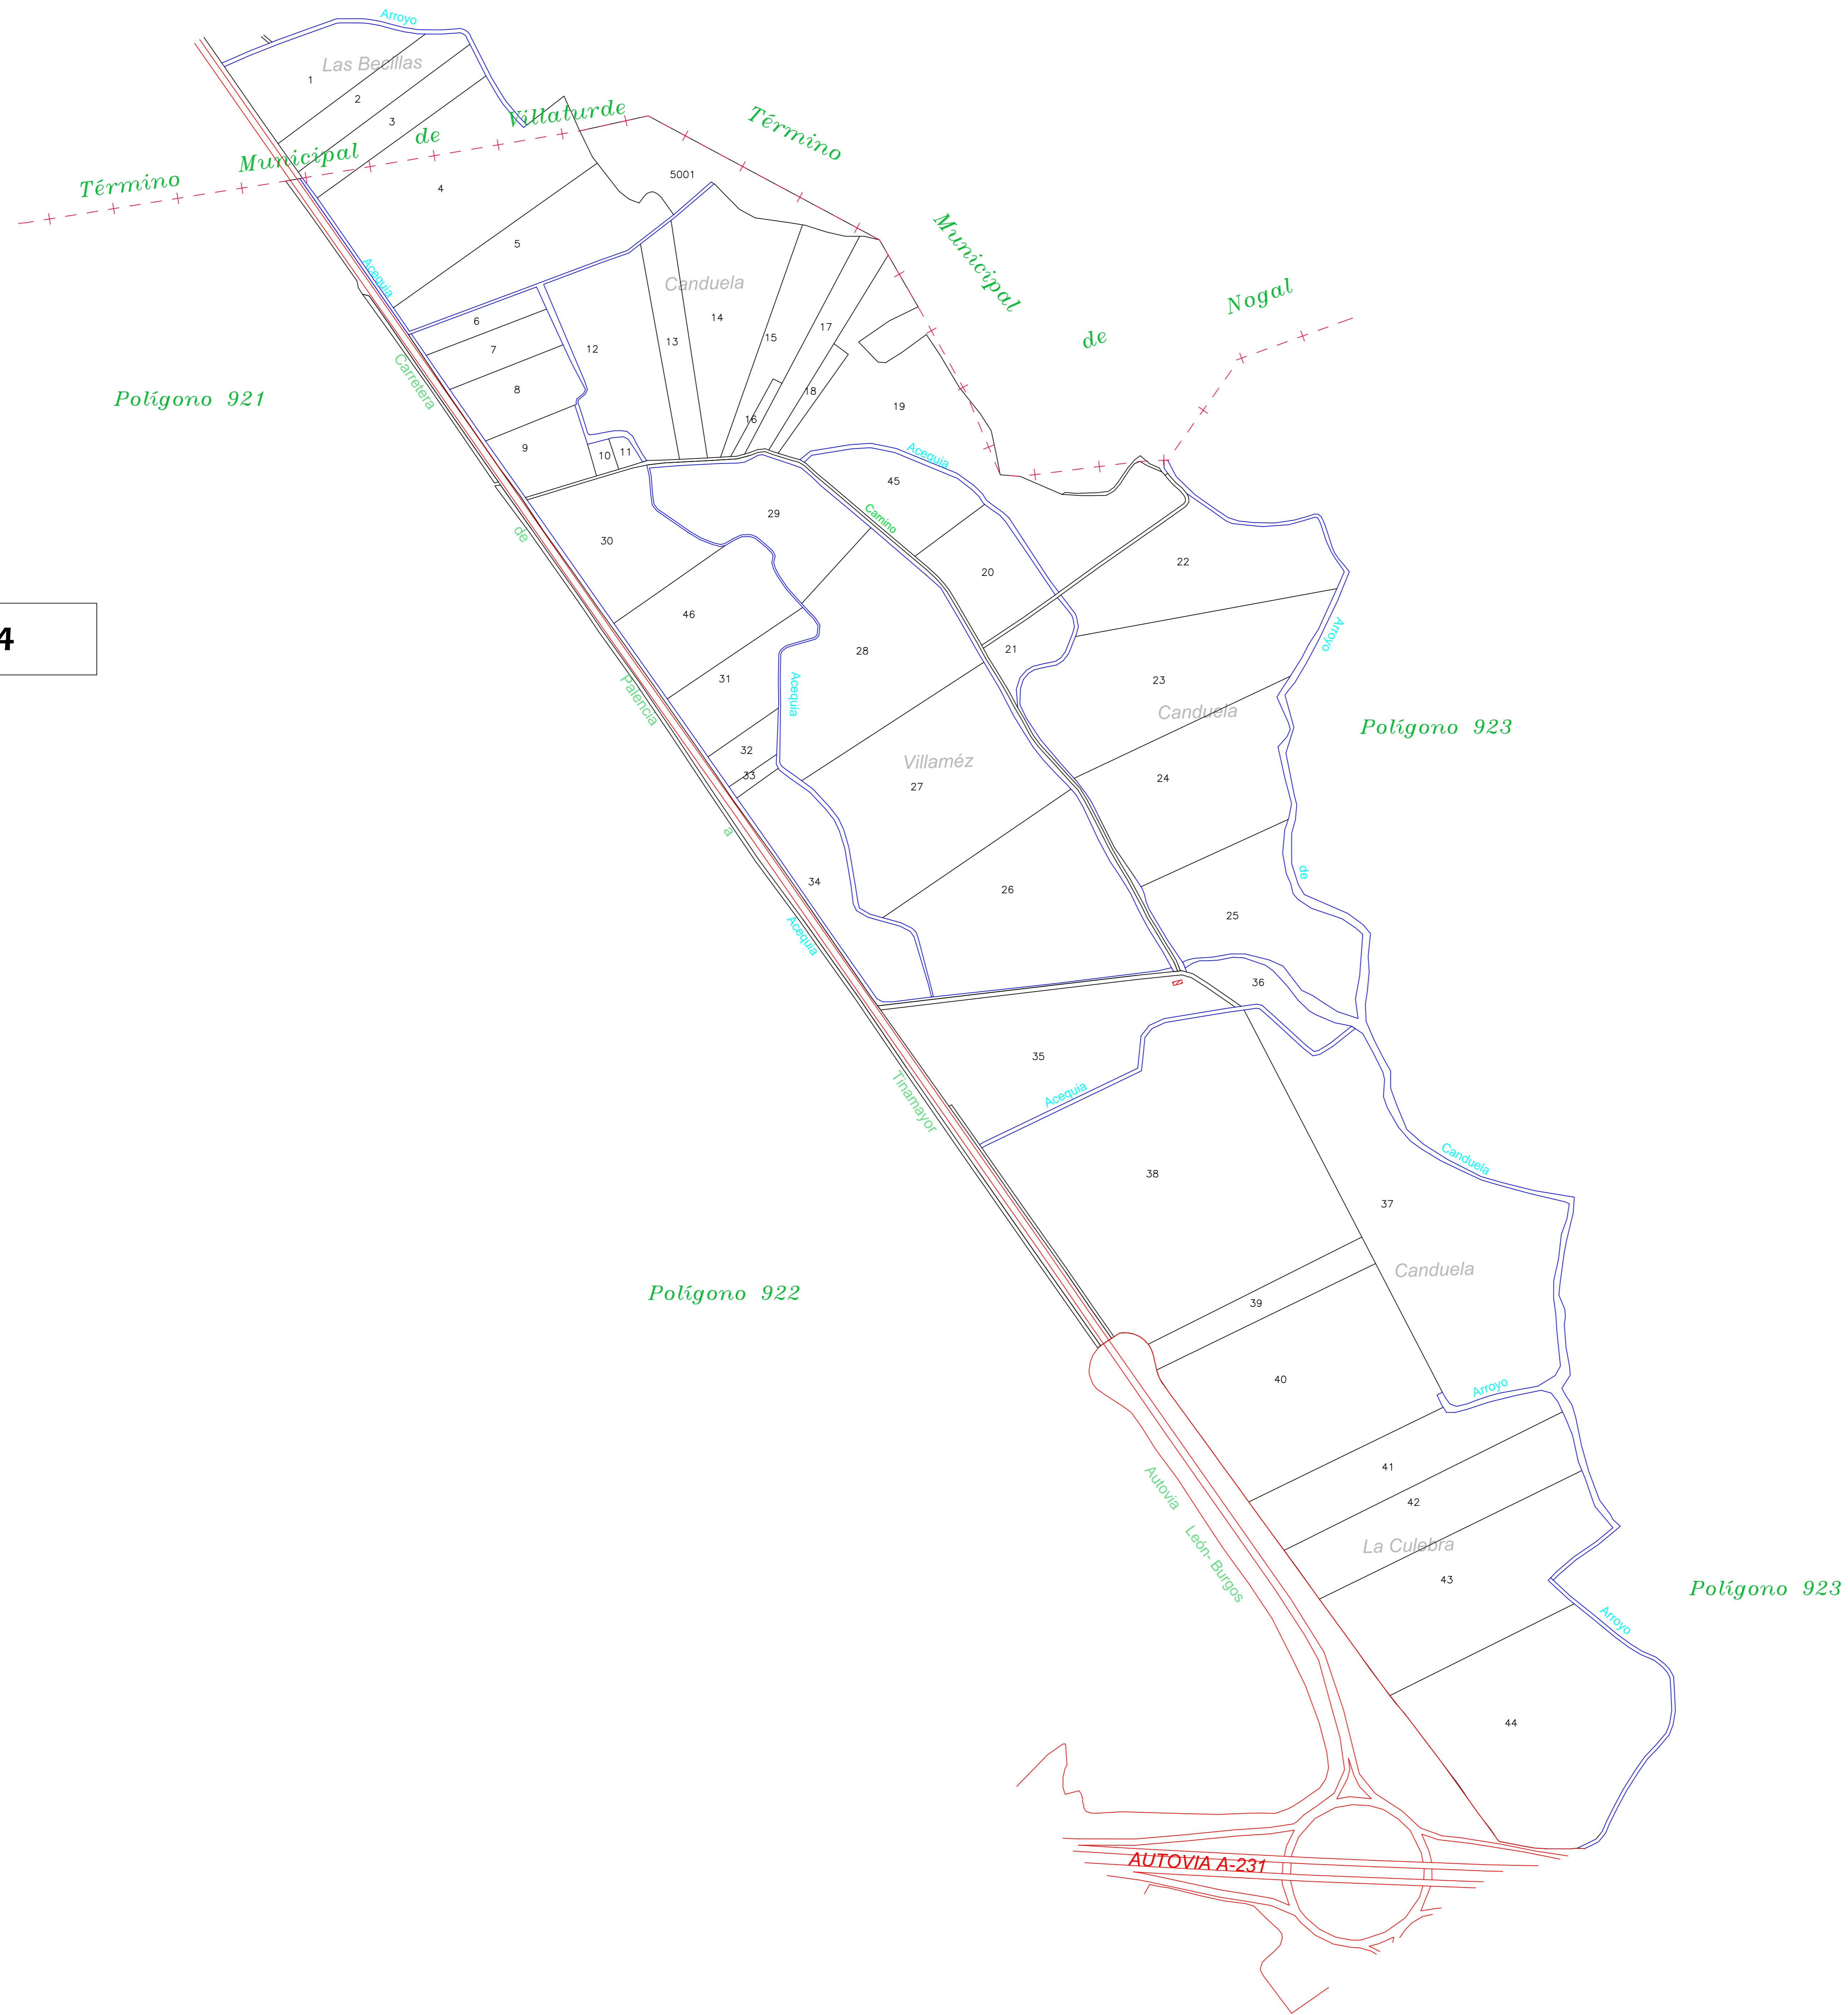 Arroyo
Las Becillas
1
2
3
Término Municipal de Villaturde
Término Municipal de Nogal
4
5001
5
Acequia
Canduela
6
7
8
9
10
11
12
13
14
15
16
17
18
19
Polígono 921
Carretera de Palencia a Tinamayor
Acequia
45
Camino
29
30
20
22
4
46
28
21
31
Acequia
23
Canduela
Arroyo de Canduela
Polígono 923
32
33
Villaméz
27
24
34
26
25
Acequia
36
35
Acequia
38
37
Canduela
Polígono 922
39
40
Arroyo
41
42
La Culebra
43
Autovia León- Burgos
Polígono 923
Arroyo
44
AUTOVIA A-231